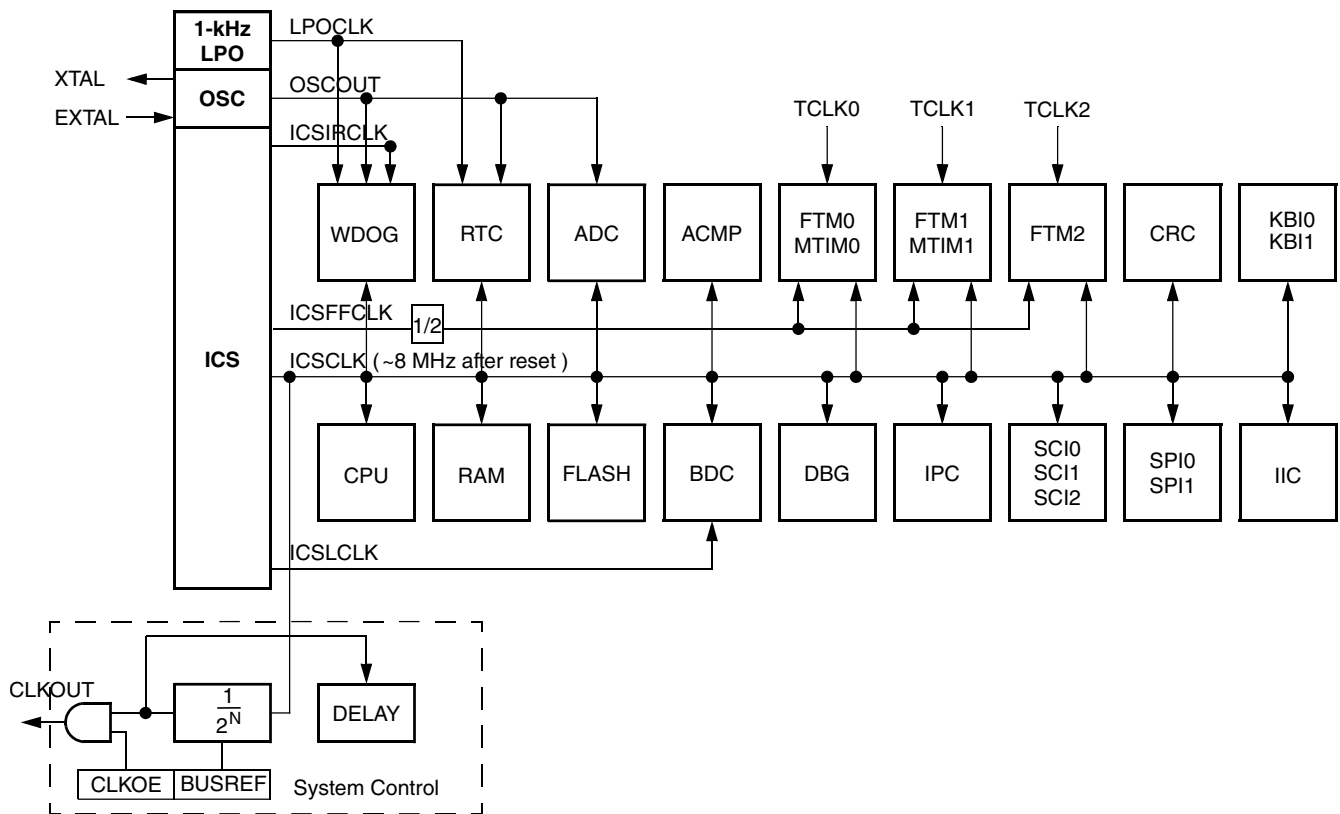 1-kHz
LPO
LPOCLK
XTAL
OSCOUT
OSC
EXTAL
ICSIRCLK
TCLK0
TCLK1
TCLK2
WDOG
RTC
ADC
ACMP
FTM0
MTIM0
FTM1
MTIM1
FTM2
CRC
KBI0
KBI1
ICSFFCLK
1/2
ICS
ICSCLK ( ~8 MHz after reset )
CPU
RAM
FLASH
BDC
DBG
IPC
SCI0
SCI1
SCI2
SPI0
SPI1
IIC
ICSLCLK
CLKOUT
1
2^N
DELAY
CLKOE
BUSREF
System Control